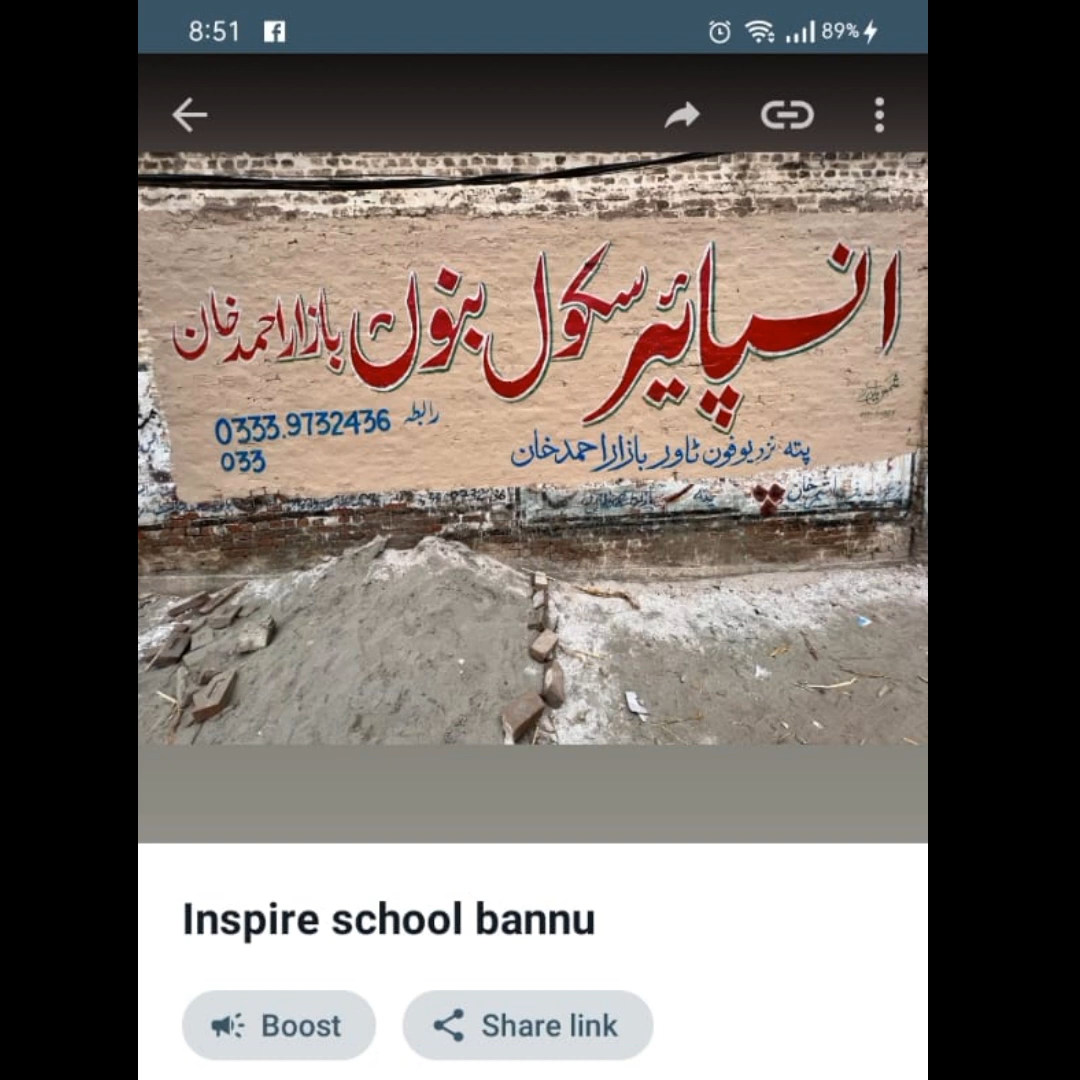 8:51
89%
انسپائیر سکول بنوں بازار احمد خان
رابطہ 0333.9732436
033
پتہ نزد یوفون ٹاور بازار احمد خان
Inspire school bannu
Boost
Share link